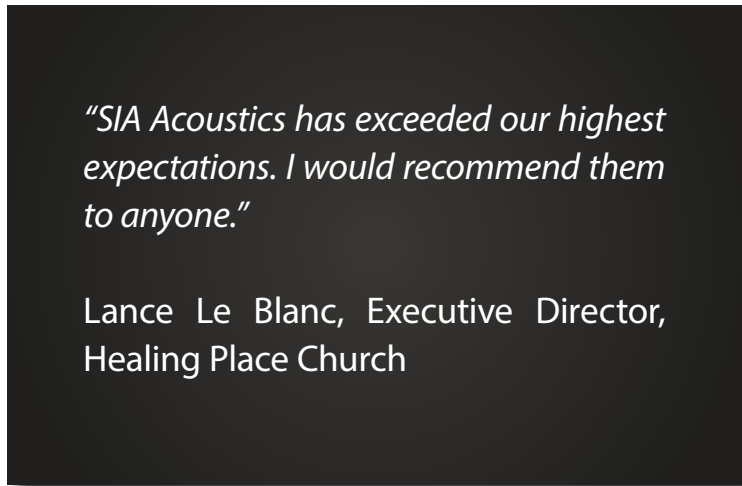 “SIA Acoustics has exceeded our highest
expectations. I would recommend them
to anyone.”
Lance Le Blanc, Executive Director,
Healing Place Church